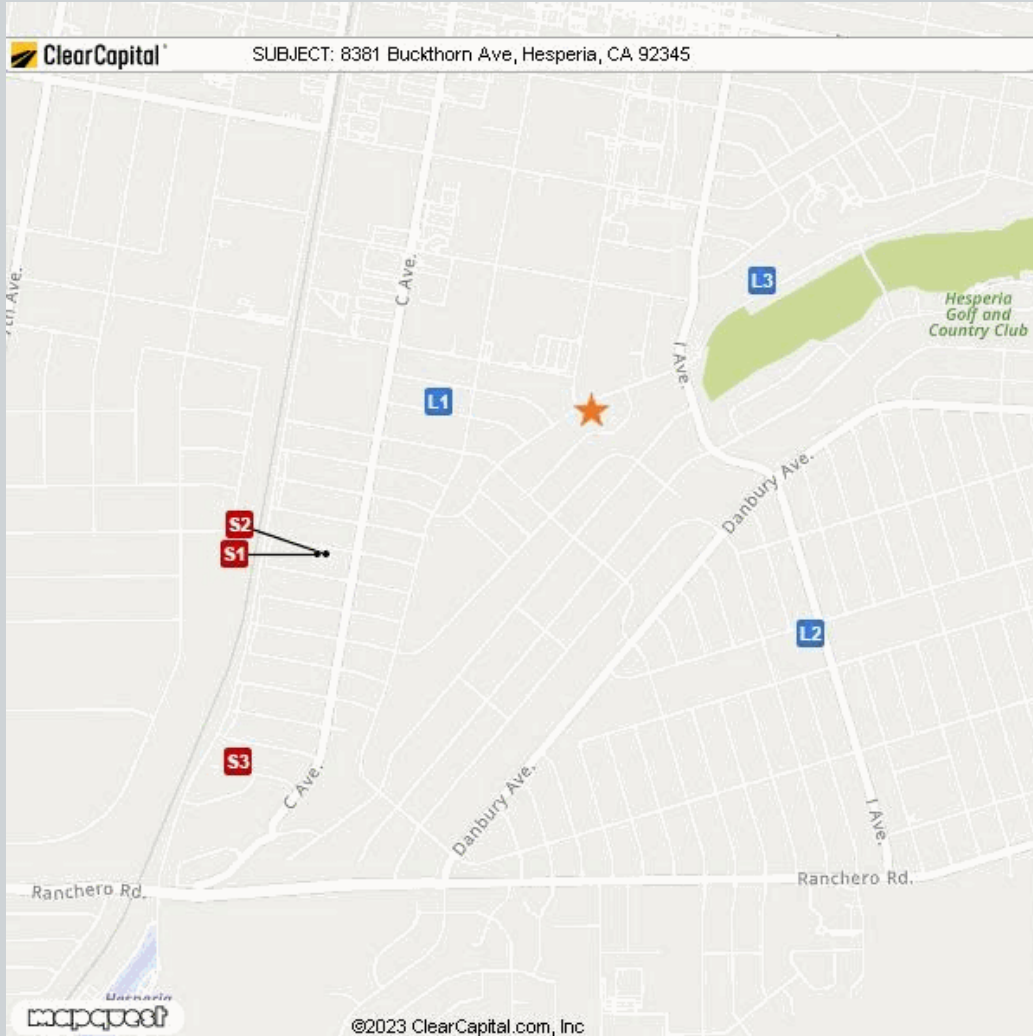 ClearCapital
SUBJECT: 8381 Buckthorn Ave, Hesperia, CA 92345
C Ave.
L3
Hesperia
Golf and
Country Club
I Ave.
L1
Danbury Ave.
S2
S1
L2
S3
C Ave.
Danbury Ave.
I Ave.
Ranchero Rd.
Ranchero Rd.
Hesperia
mapquest
©2023 ClearCapital.com, Inc